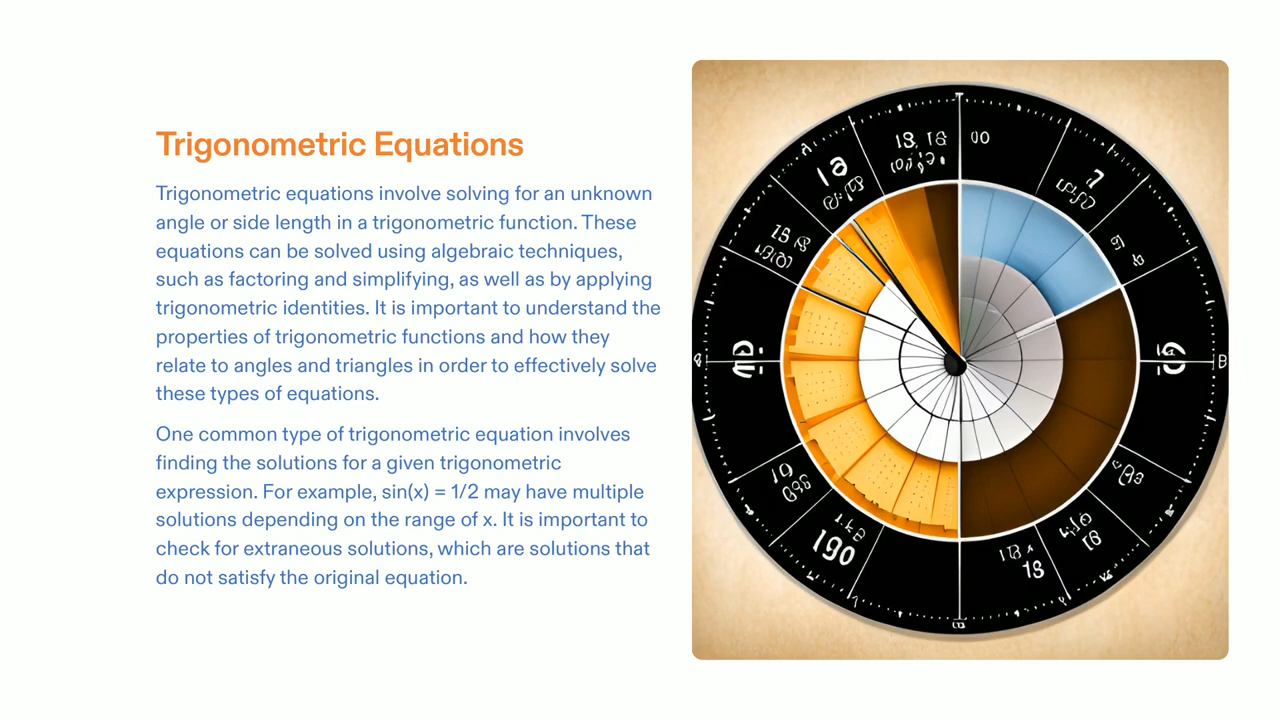 Trigonometric Equations
Trigonometric equations involve solving for an unknown
angle or side length in a trigonometric function. These
equations can be solved using algebraic techniques,
such as factoring and simplifying, as well as by applying
trigonometric identities. It is important to understand the
properties of trigonometric functions and how they
relate to angles and triangles in order to effectively solve
these types of equations.
One common type of trigonometric equation involves
finding the solutions for a given trigonometric
expression. For example, sin(x) = 1/2 may have multiple
solutions depending on the range of x. It is important to
check for extraneous solutions, which are solutions that
do not satisfy the original equation.